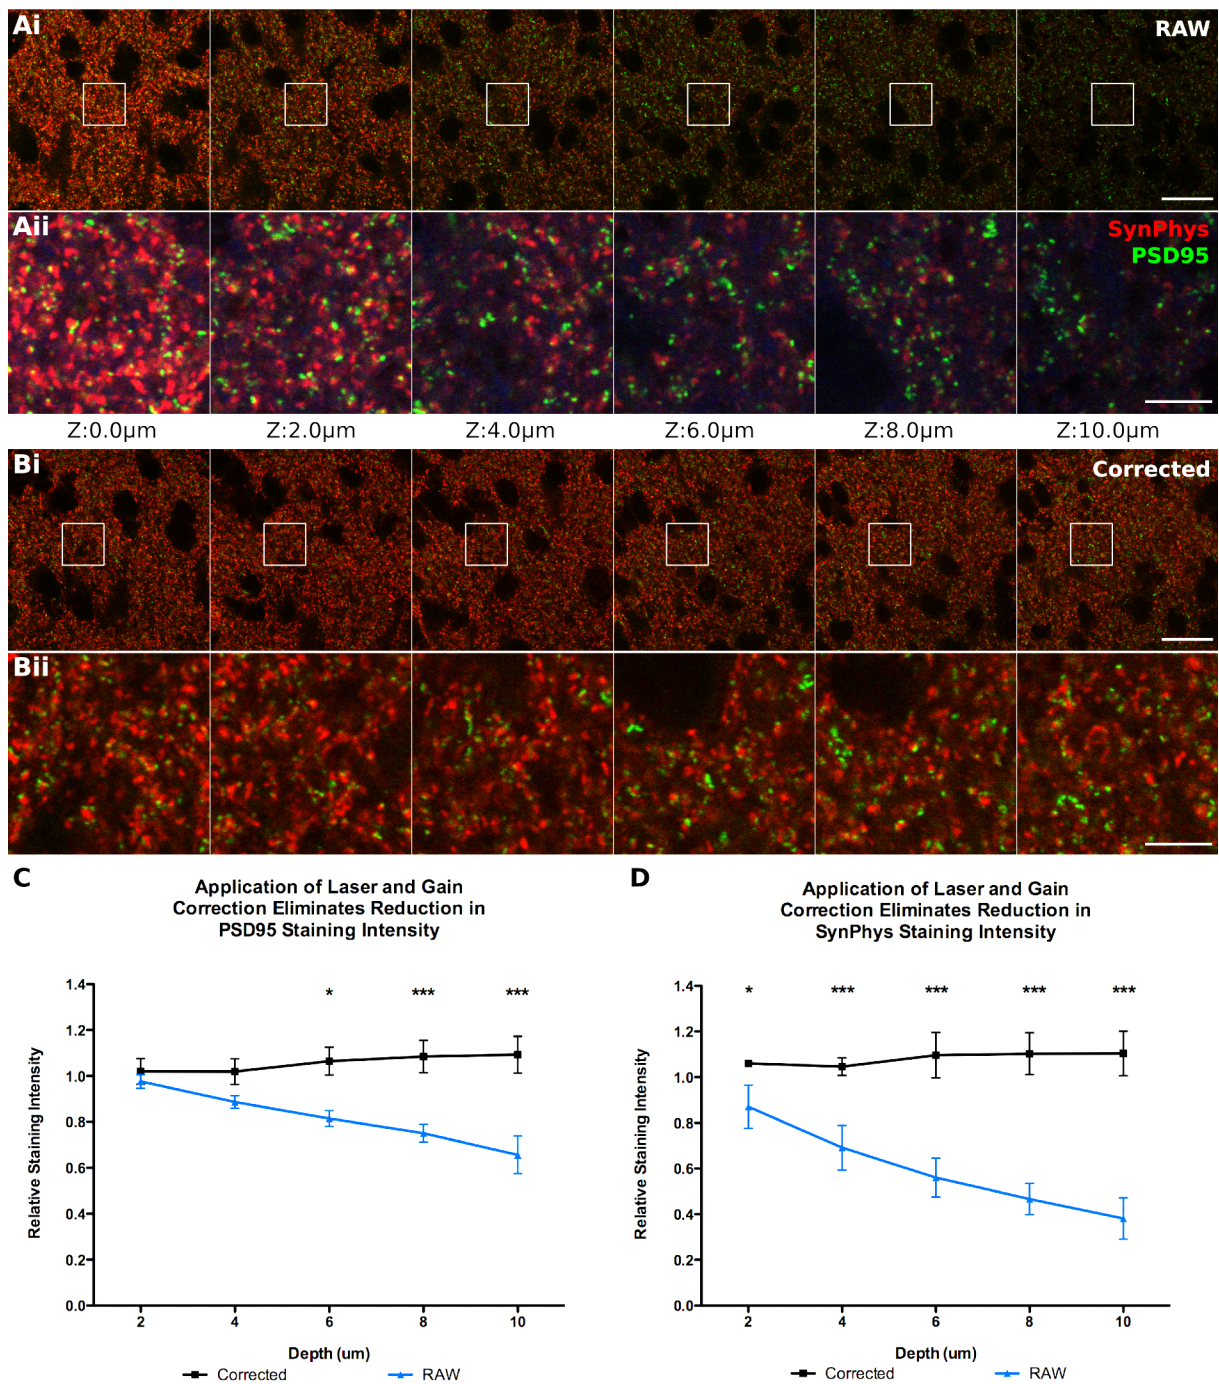 Ai
RAW
Aii
SynPhys
PSD95
Z:0.0µm Z:2.0µm Z:4.0µm Z:6.0µm Z:8.0µm Z:10.0µm
Bi
Corrected
Bii
C
Application of Laser and Gain
Correction Eliminates Reduction in
PSD95 Staining Intensity
Relative Staining Intensity
1.4
1.2
1.0
0.8
0.6
0.4
0.2
0.0
* *** ***
2 4 6 8 10
Depth (um)
Corrected RAW
D
Application of Laser and Gain
Correction Eliminates Reduction in
SynPhys Staining Intensity
Relative Staining Intensity
1.4
1.2
1.0
0.8
0.6
0.4
0.2
0.0
* *** *** *** ***
2 4 6 8 10
Depth (um)
Corrected RAW